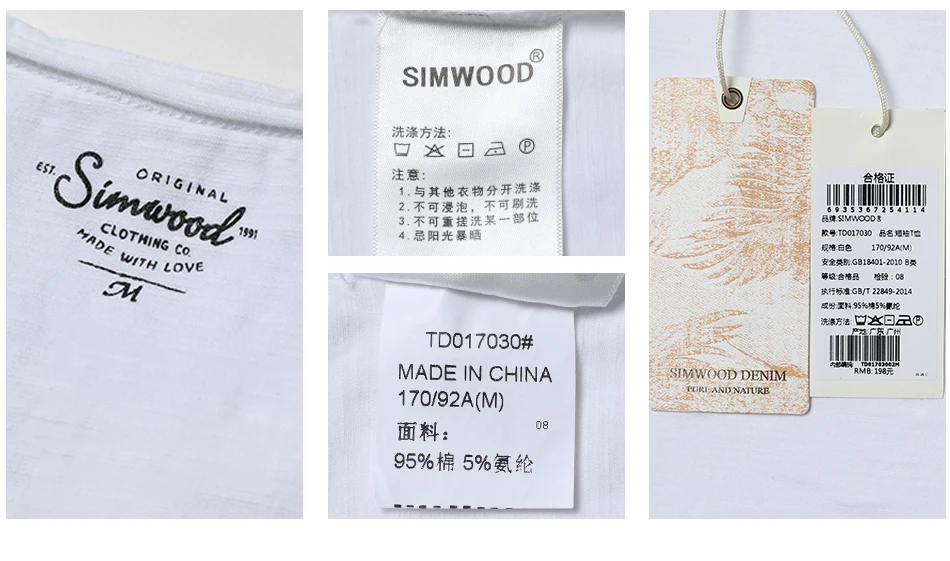 EST.
ORIGINAL
Simwood
1991
CLOTHING CO.
MADE WITH LOVE
M
SIMWOOD®
洗涤方法:
P
注意:
1.与其他衣物分开洗涤
2.不可浸泡，不可刷洗
3.不可重搓洗某一部位
4.忌阳光暴晒
TD017030#
MADE IN CHINA
170/92A(M)
面料:
08
95%棉 5%氨纶
SIMWOOD DENIM
PURE AND NATURE
合格证
6935367254114
品牌:SIMWOOD®
款号:TD017030 品名:短袖T恤
规格:白色 170/92A(M)
安全类别:GB18401-2010 B类
等级:合格品 检验:08
执行标准:GB/T 22849-2014
成份:面料:95%棉5%氨纶
洗涤方法:
产地:广东 广州
TD01703002M
RMB: 198元